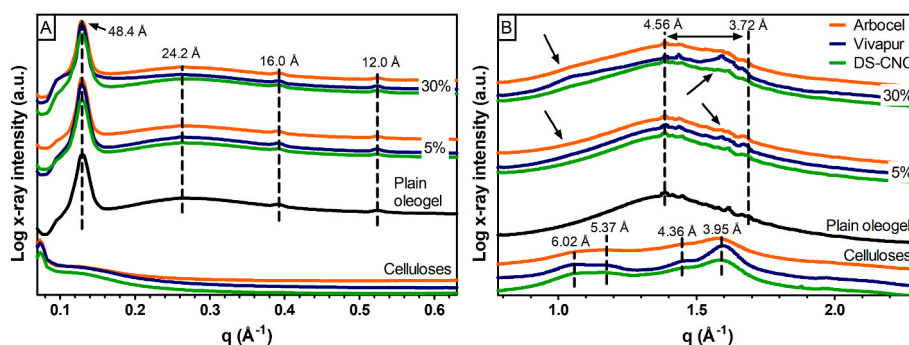 A
48.4 Å
24.2 Å
16.0 Å
12.0 Å
30%
5%
Plain
oleogel
Celluloses
Log x-ray intensity (a.u.)
0.1 0.2 0.3 0.4 0.5 0.6
q (Å⁻¹)
B
4.56 Å
3.72 Å
Arbocel
Vivapur
DS-CNC
30%
5%
Plain oleogel
Celluloses
6.02 Å
5.37 Å
4.36 Å
3.95 Å
Log x-ray intensity (a.u.)
1.0 1.5 2.0
q (Å⁻¹)